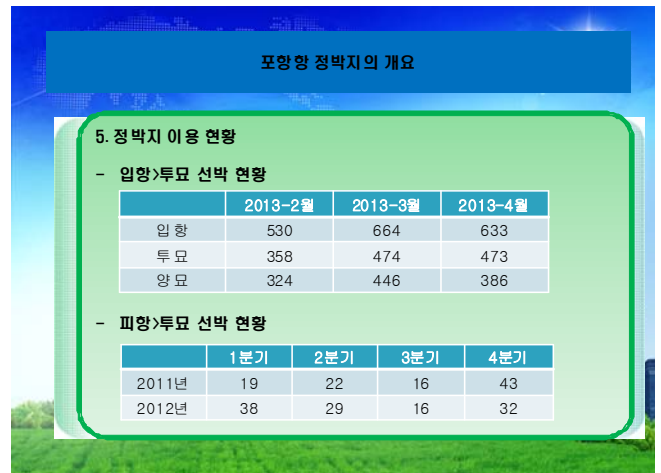 포항항 정박지의 개요
5. 정박지 이용 현황
- 입항>투묘 선박 현황
2013-2월 2013-3월 2013-4월
입항 530 664 633
투묘 358 474 473
양묘 324 446 386
- 피항>투묘 선박 현황
1분기 2분기 3분기 4분기
2011년 19 22 16 43
2012년 38 29 16 32